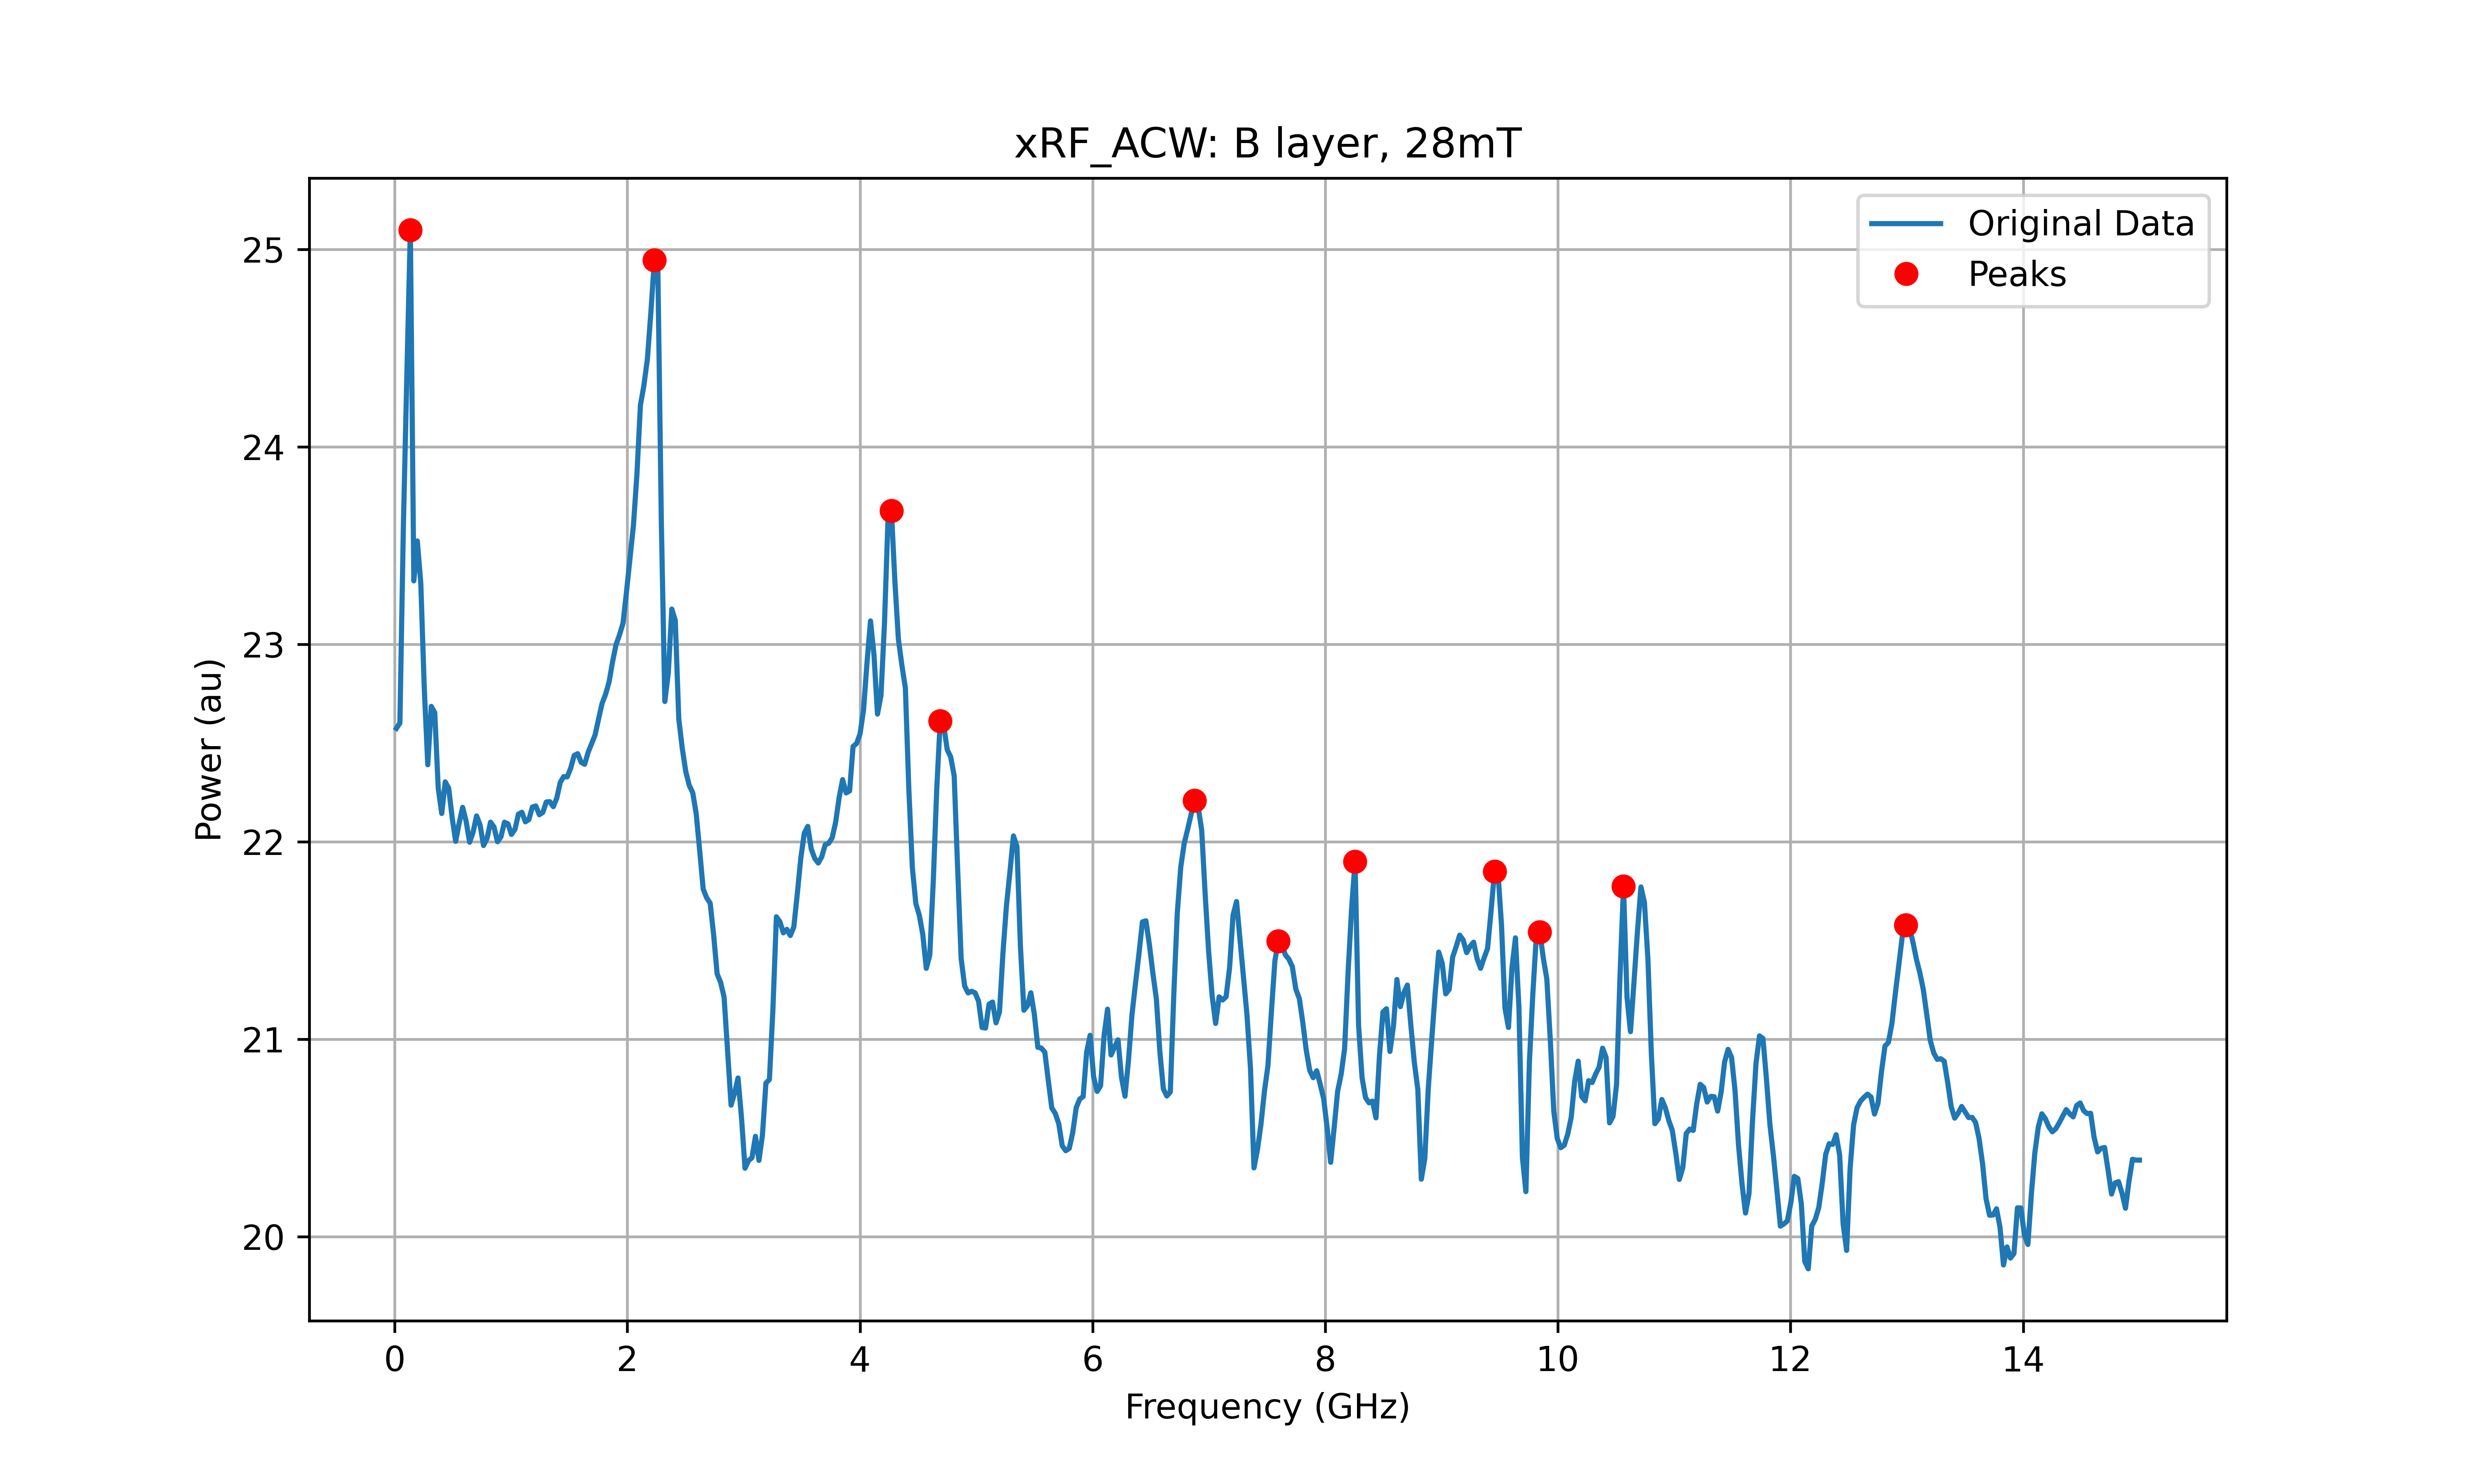 xRF_ACW: B layer, 28mT
Original Data
Peaks
25
24
23
22
21
20
Power (au)
0 2 4 6 8 10 12 14
Frequency (GHz)